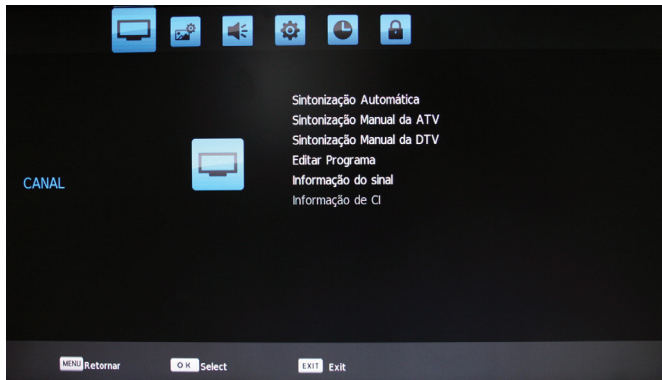 Sintonização Automática
Sintonização Manual da ATV
Sintonização Manual da DTV
Editar Programa
CANAL
Informação do sinal
Informação de CI
MENU Retornar
OK Select
EXIT Exit